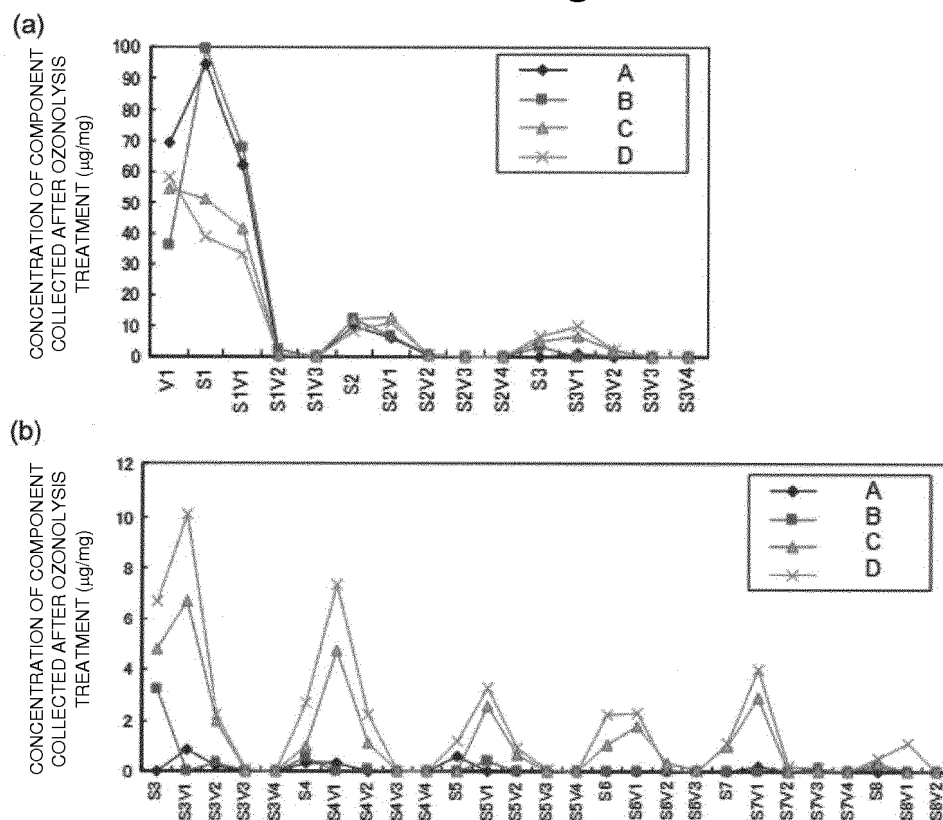 (a)
CONCENTRATION OF COMPONENT
COLLECTED AFTER OZONOLYSIS
TREATMENT (µg/mg)
100
90
80
70
60
50
40
30
20
10
0
A
B
C
D
V1
S1
S1V1
S1V2
S1V3
S2
S2V1
S2V2
S2V3
S2V4
S3
S3V1
S3V2
S3V3
S3V4
(b)
CONCENTRATION OF COMPONENT
COLLECTED AFTER OZONOLYSIS
TREATMENT (µg/mg)
12
10
8
6
4
2
0
A
B
C
D
S3
S3V1
S3V2
S3V3
S3V4
S4
S4V1
S4V2
S4V3
S4V4
S5
S5V1
S5V2
S5V3
S5V4
S6
S6V1
S6V2
S6V3
S7
S7V1
S7V2
S7V3
S7V4
S8
S8V1
S8V2